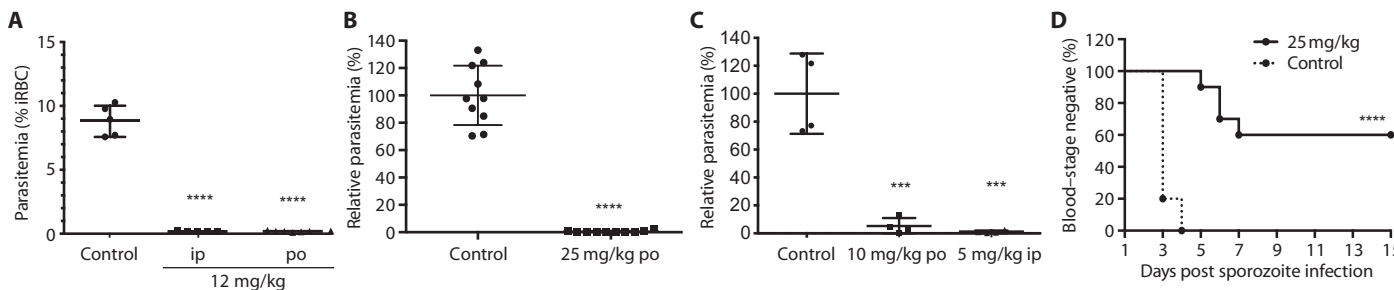 A
Parasitemia (% iRBC)
15
10
5
0
****
****
Control
ip
po
12 mg/kg
B
Relative parasitemia (%)
140
120
100
80
60
40
20
0
****
Control
25 mg/kg po
C
Relative parasitemia (%)
140
120
100
80
60
40
20
0
***
***
Control
10 mg/kg po
5 mg/kg ip
D
Blood–stage negative (%)
120
100
80
60
40
20
0
25 mg/kg
Control
****
1
3
5
7
9
11
13
15
Days post sporozoite infection